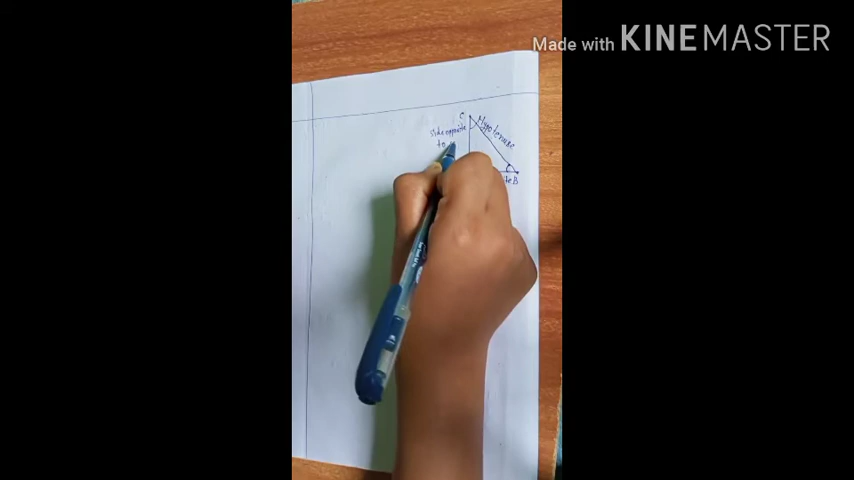 Made with KINEMASTER
C
Side opposite
to
Hypotenuse
B